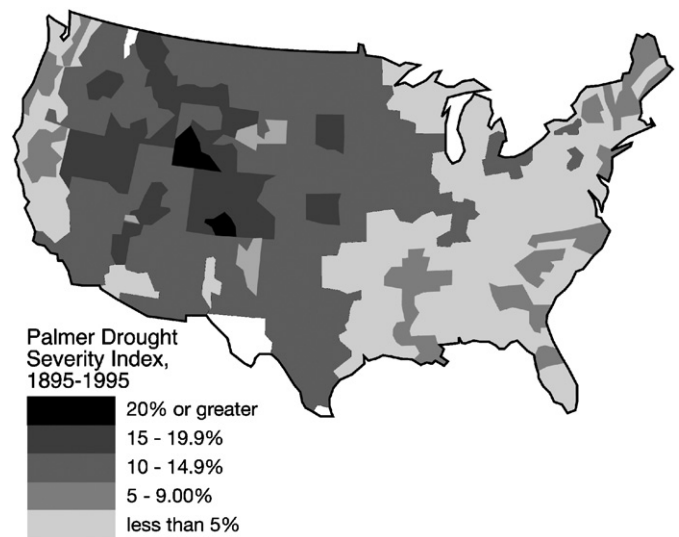 Palmer Drought
Severity Index,
1895-1995
20% or greater
15 - 19.9%
10 - 14.9%
5 - 9.00%
less than 5%